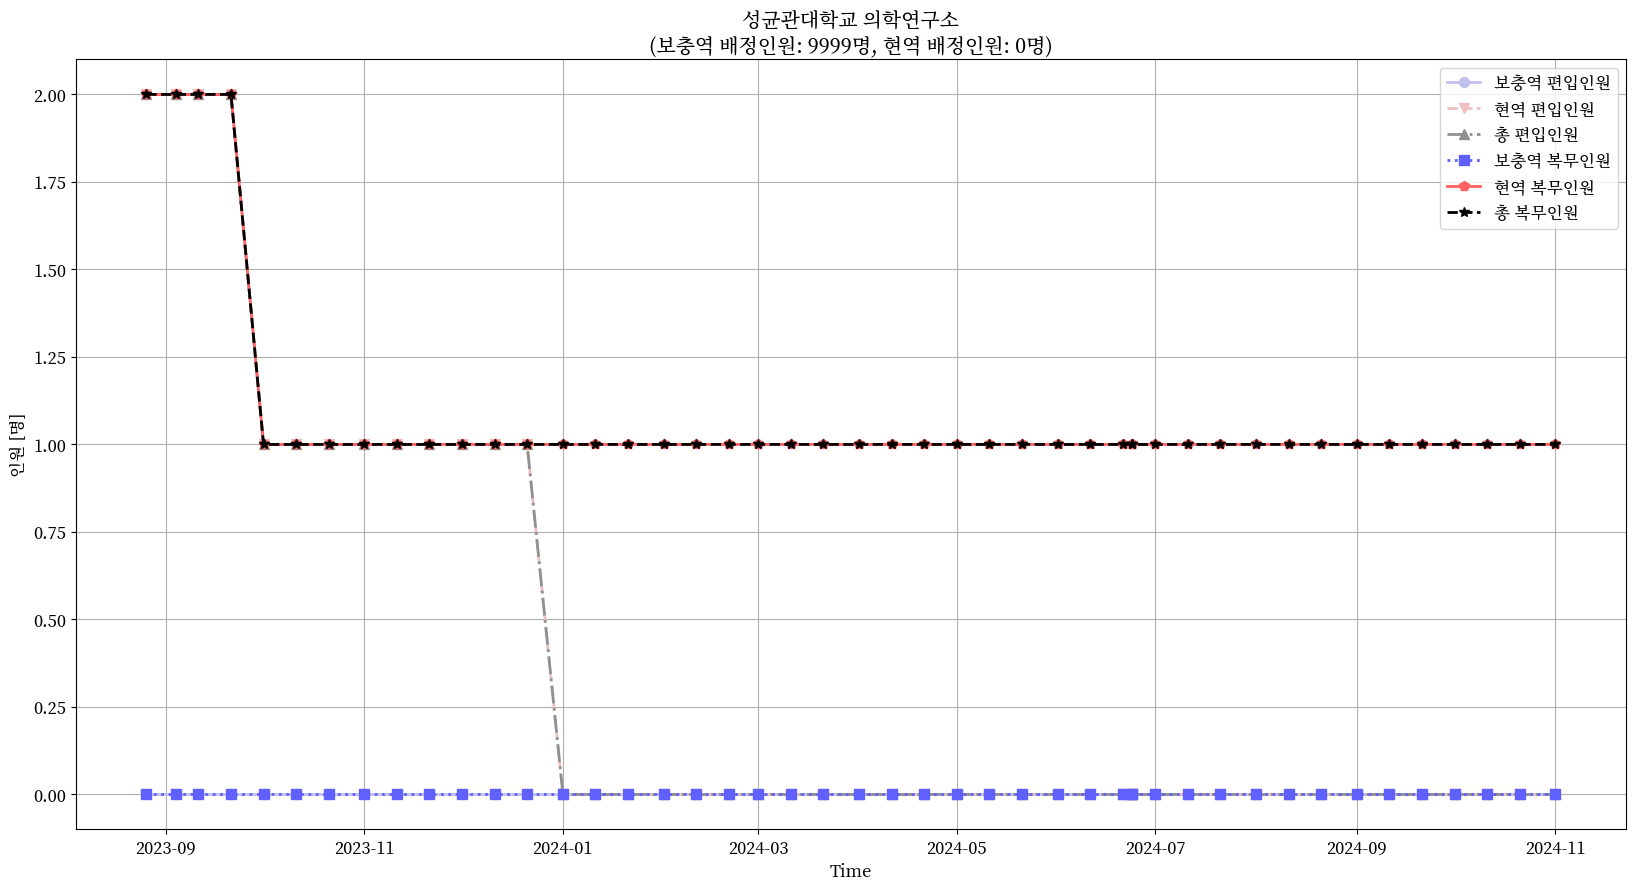 성균관대학교 의학연구소
(보충역 배정인원: 9999명, 현역 배정인원: 0명)
보충역 편입인원
현역 편입인원
총 편입인원
보충역 복무인원
현역 복무인원
총 복무인원
인원 [명]
2.00
1.75
1.50
1.25
1.00
0.75
0.50
0.25
0.00
2023-09
2023-11
2024-01
2024-03
2024-05
2024-07
2024-09
2024-11
Time